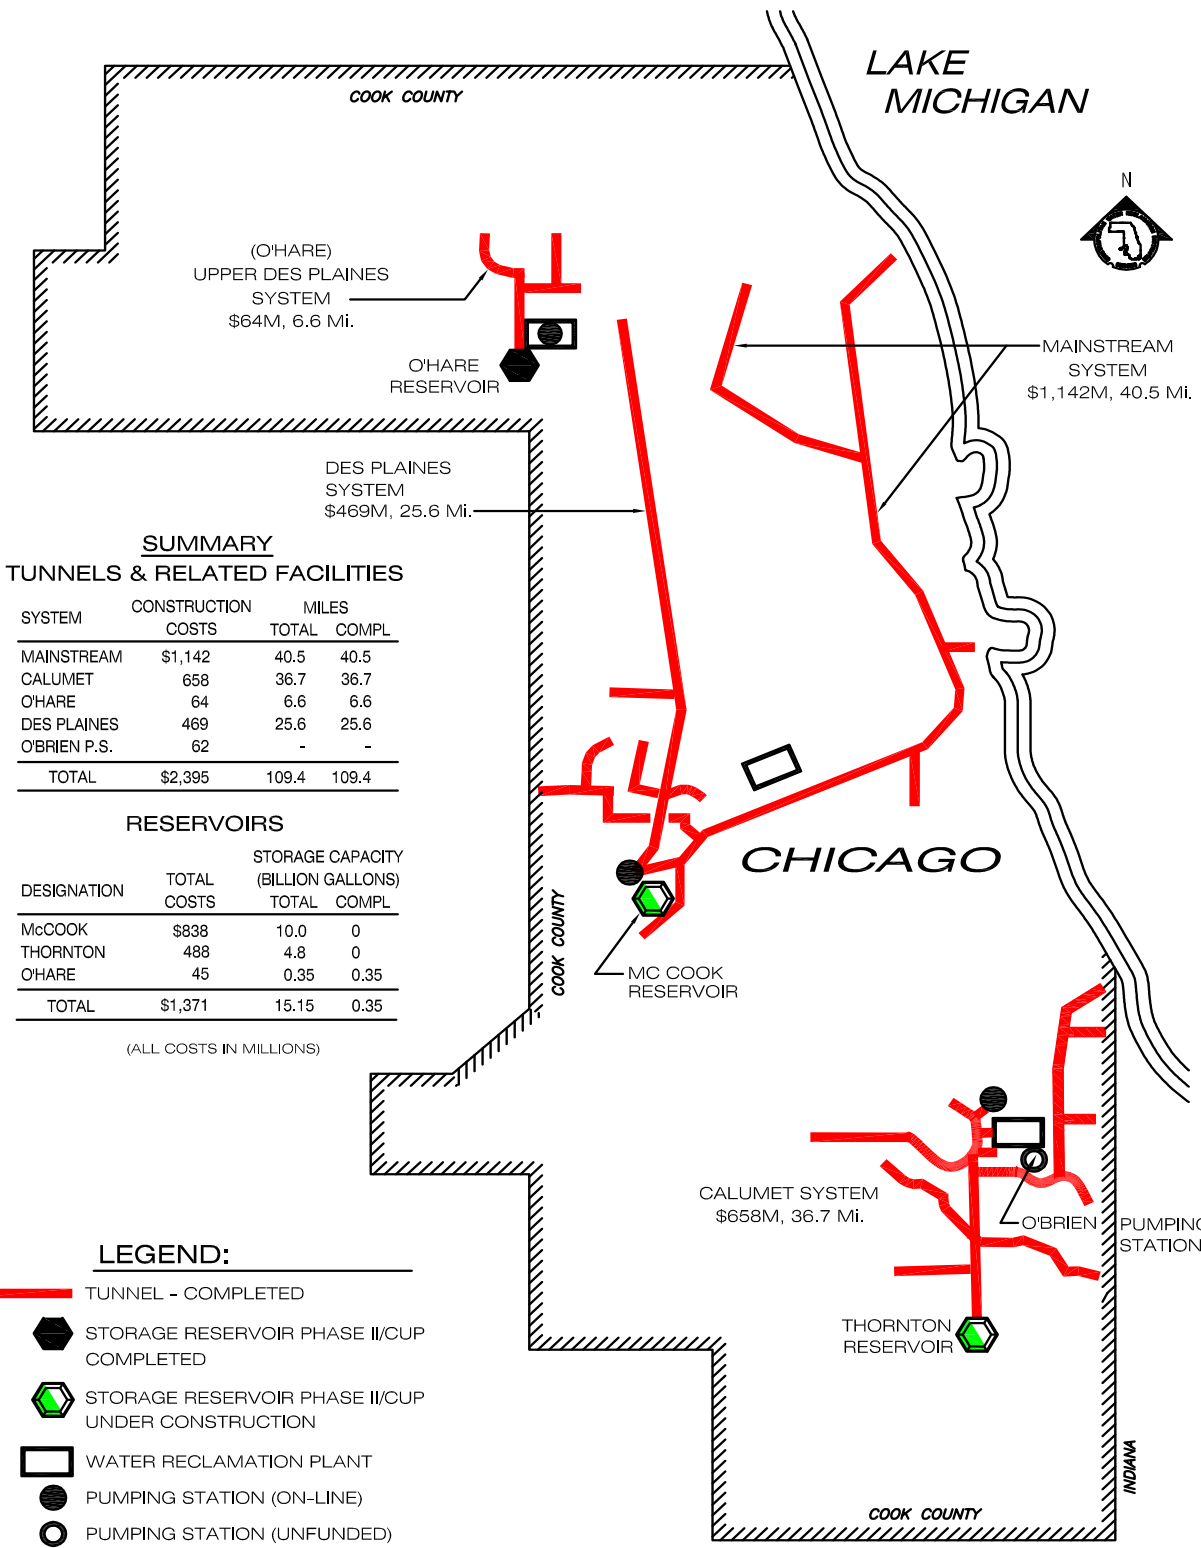 LAKE
MICHIGAN
COOK COUNTY
N
(O'HARE)
UPPER DES PLAINES
SYSTEM
$64M, 6.6 Mi.
O'HARE
RESERVOIR
MAINSTREAM
SYSTEM
$1,142M, 40.5 Mi.
DES PLAINES
SYSTEM
$469M, 25.6 Mi.
SUMMARY
TUNNELS & RELATED FACILITIES
SYSTEM CONSTRUCTION COSTS MILES TOTAL COMPL
MAINSTREAM $1,142 40.5 40.5
CALUMET 658 36.7 36.7
O'HARE 64 6.6 6.6
DES PLAINES 469 25.6 25.6
O'BRIEN P.S. 62 - -
TOTAL $2,395 109.4 109.4
RESERVOIRS
DESIGNATION TOTAL COSTS STORAGE CAPACITY (BILLION GALLONS) TOTAL COMPL
McCOOK $838 10.0 0
THORNTON 488 4.8 0
O'HARE 45 0.35 0.35
TOTAL $1,371 15.15 0.35
(ALL COSTS IN MILLIONS)
CHICAGO
COOK COUNTY
MC COOK
RESERVOIR
CALUMET SYSTEM
$658M, 36.7 Mi.
O'BRIEN PUMPING
STATION
THORNTON
RESERVOIR
INDIANA
COOK COUNTY
LEGEND:
TUNNEL - COMPLETED
STORAGE RESERVOIR PHASE II/CUP
COMPLETED
STORAGE RESERVOIR PHASE II/CUP
UNDER CONSTRUCTION
WATER RECLAMATION PLANT
PUMPING STATION (ON-LINE)
PUMPING STATION (UNFUNDED)